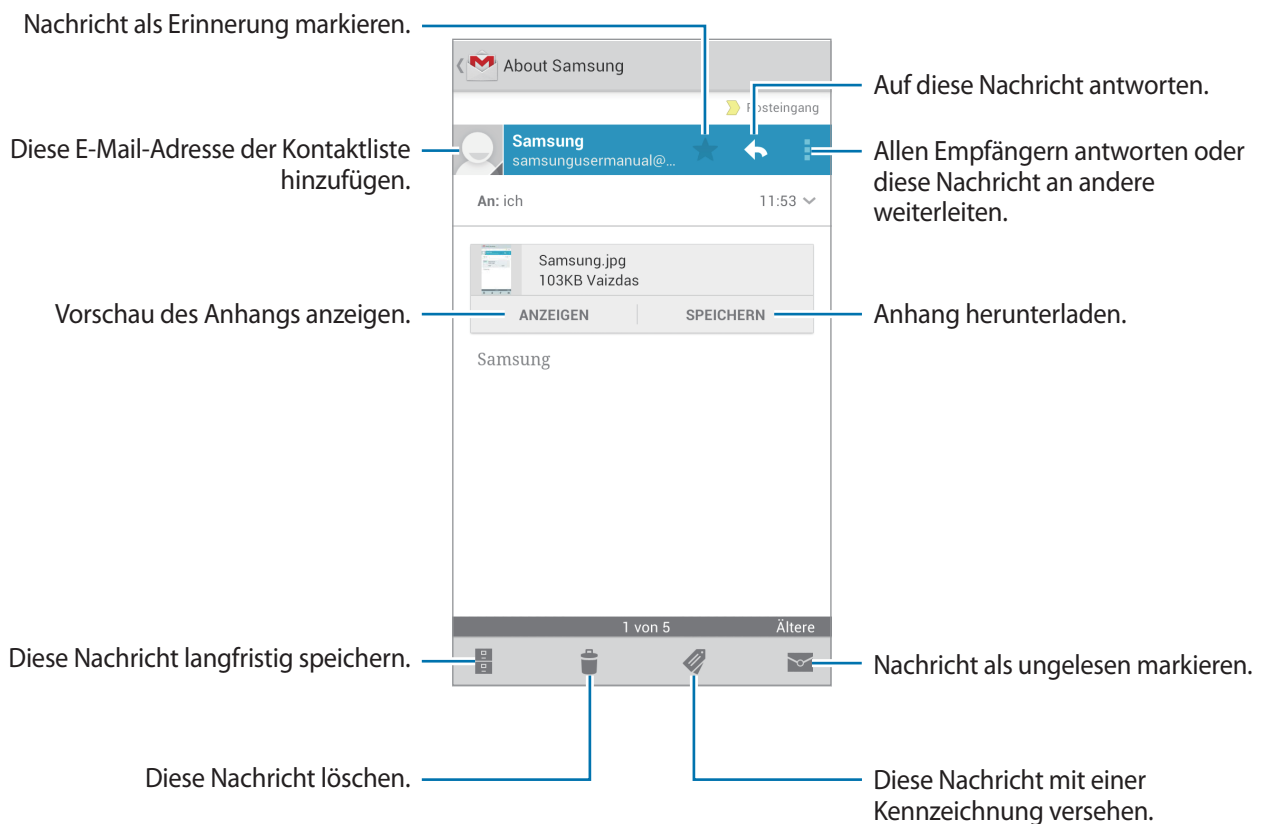 Nachricht als Erinnerung markieren.
About Samsung
Auf diese Nachricht antworten.
Posteingang
Diese E-Mail-Adresse der Kontaktliste
hinzufügen.
Samsung
samsungusermanual@...
Allen Empfängern antworten oder
diese Nachricht an andere
weiterleiten.
An: ich
11:53
Samsung.jpg
103KB Vaizdas
Vorschau des Anhangs anzeigen.
ANZEIGEN
SPEICHERN
Anhang herunterladen.
Samsung
1 von 5
Ältere
Diese Nachricht langfristig speichern.
Nachricht als ungelesen markieren.
Diese Nachricht löschen.
Diese Nachricht mit einer
Kennzeichnung versehen.